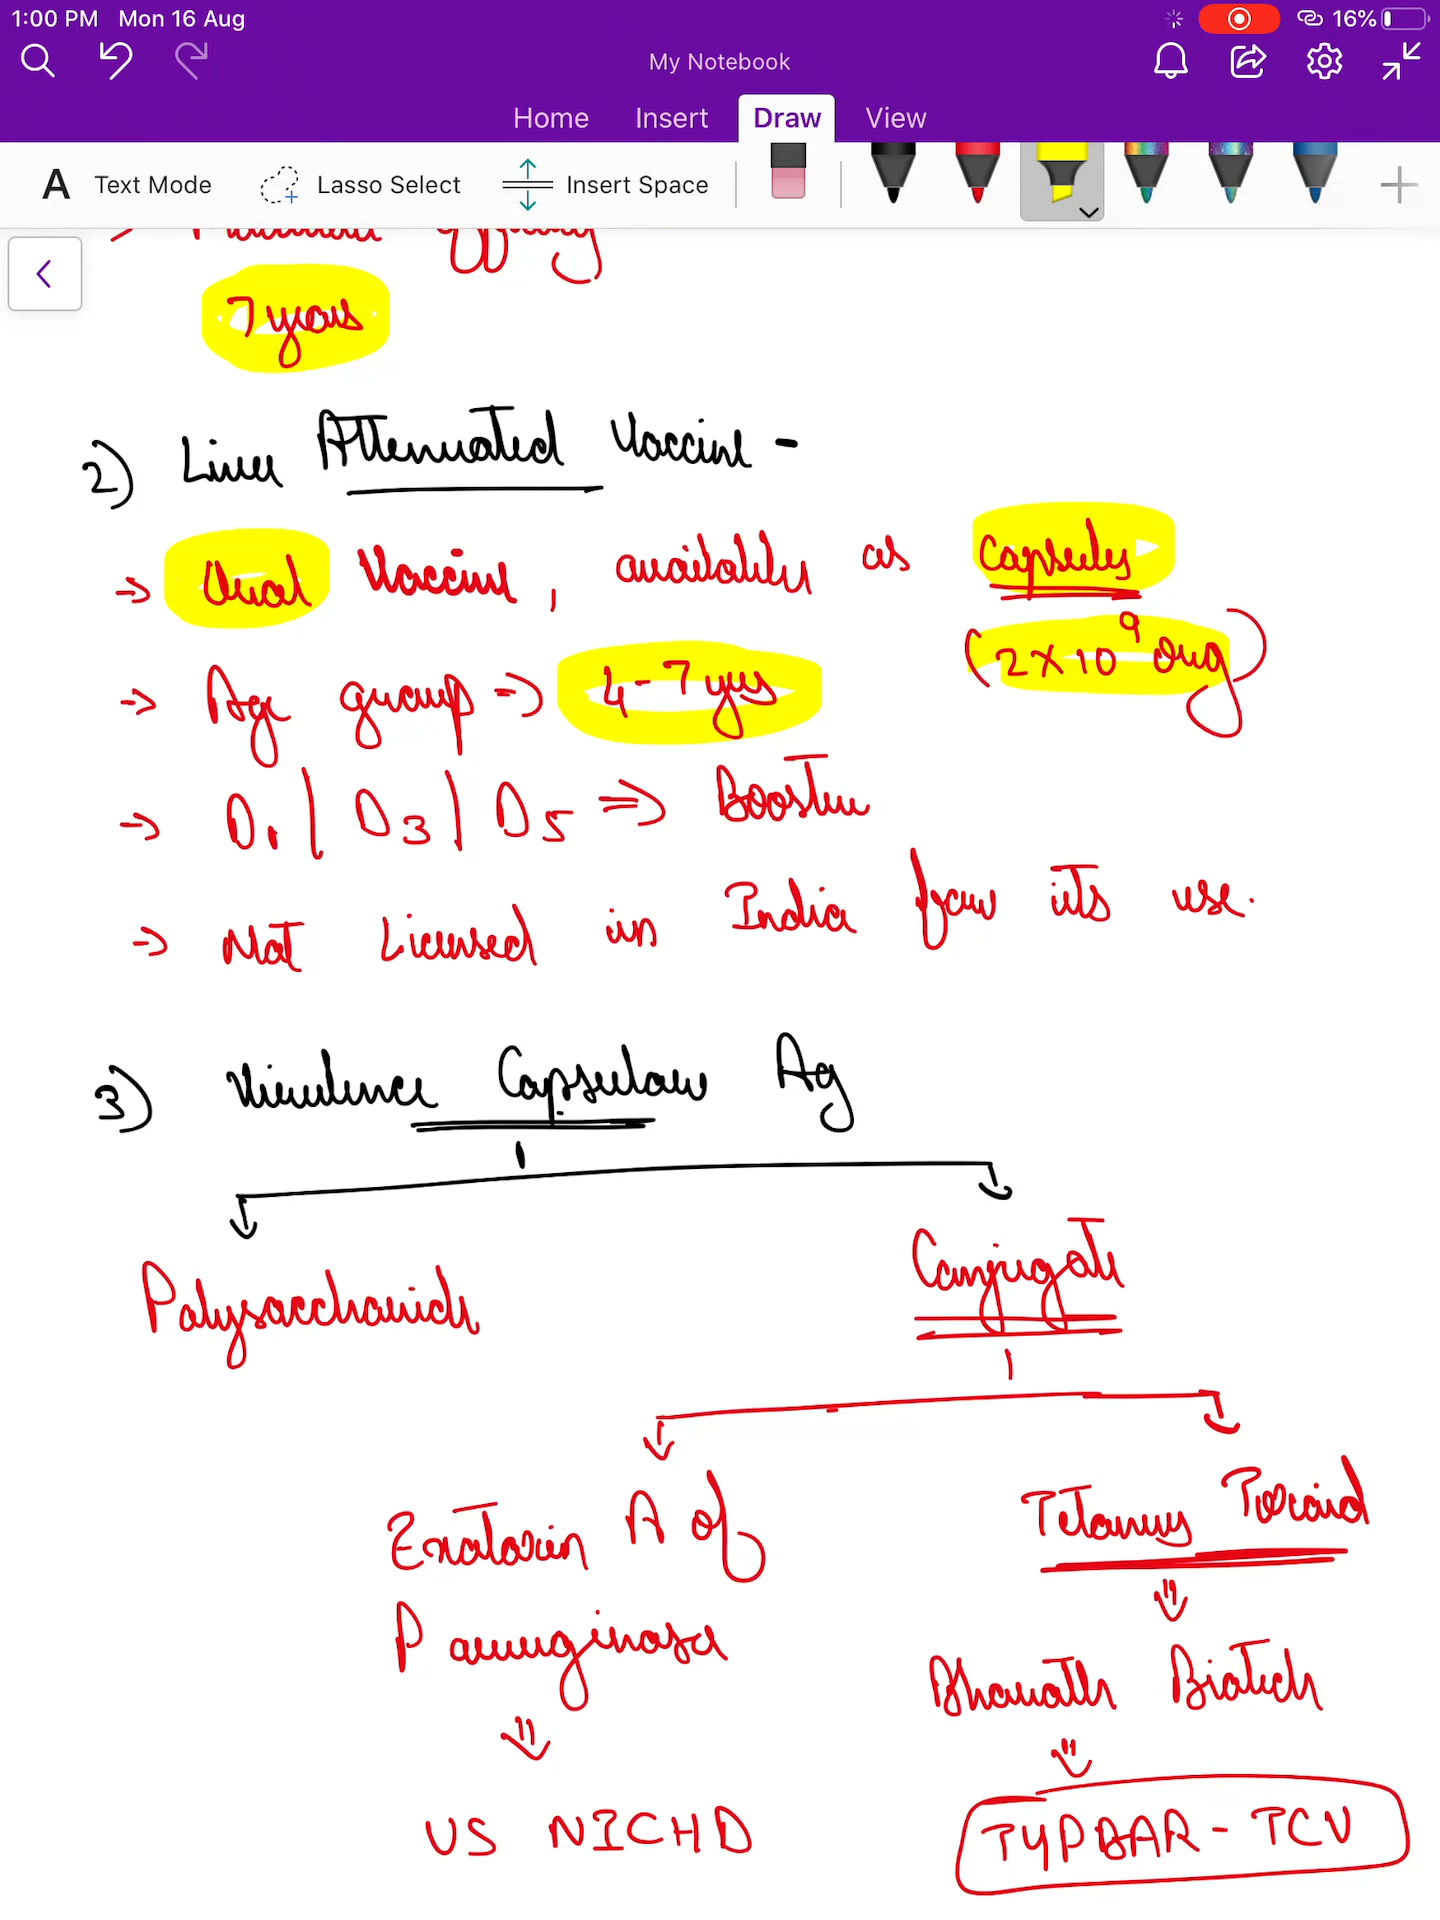 1:00 PM Mon 16 Aug
16%
My Notebook
Home Insert Draw View
A Text Mode Lasso Select Insert Space
7 years
2) Live Attenuated Vaccine -
→ Oral Vaccine, availably as Capsules
(2 x 10⁹ org)
→ Age group => 4-7 yrs
→ D1 | D3 | D5 => Booster
→ Not Licensed in India for its use.
3) Virulence Capsular Ag
Polysaccharide
Conjugate
Exotoxin A of
P aeruginosa
US NICHD
Tetanus Toxoid
Bharath Biotech
TYPBAR - TCV